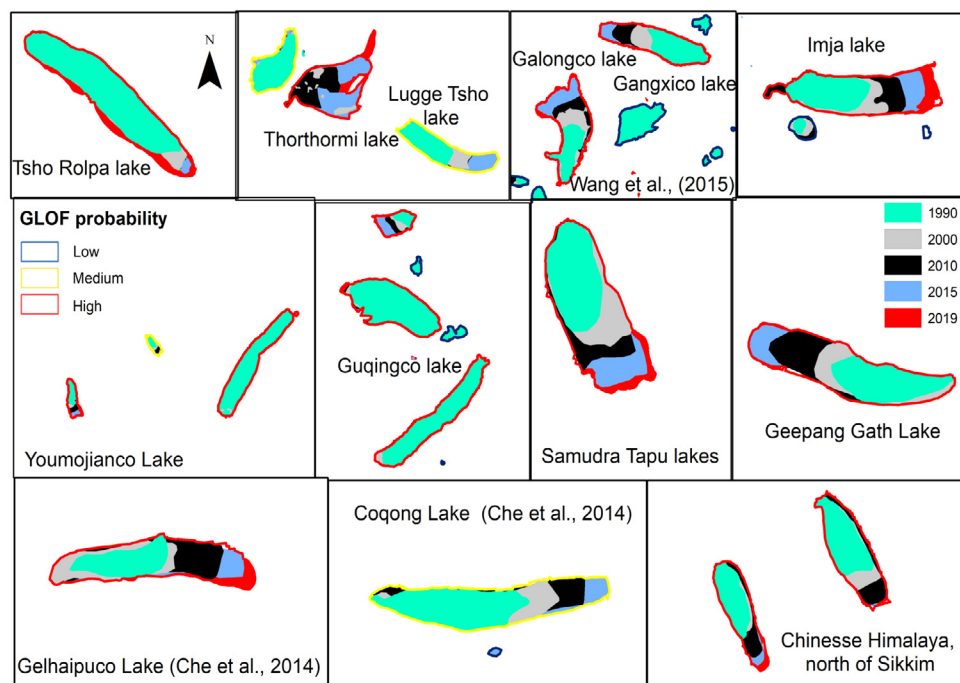 N
Tsho Rolpa lake
Thorthormi lake
Lugge Tsho
lake
Galongco lake
Gangxico lake
Wang et al., (2015)
Imja lake
GLOF probability
Low
Medium
High
Youmojianco Lake
Guqingco lake
Samudra Tapu lakes
1990
2000
2010
2015
2019
Geepang Gath Lake
Gelhaipuco Lake (Che et al., 2014)
Coqong Lake (Che et al., 2014)
Chinesse Himalaya,
north of Sikkim